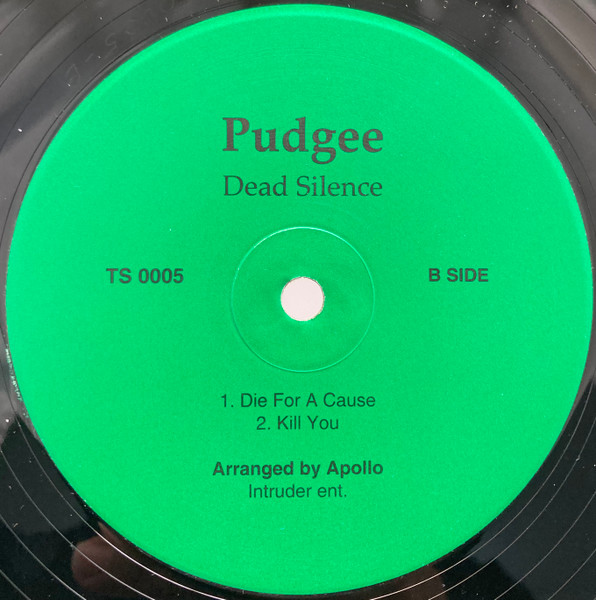 Pudgee
Dead Silence
TS 0005
B SIDE
1. Die For A Cause
2. Kill You
Arranged by Apollo
Intruder ent.